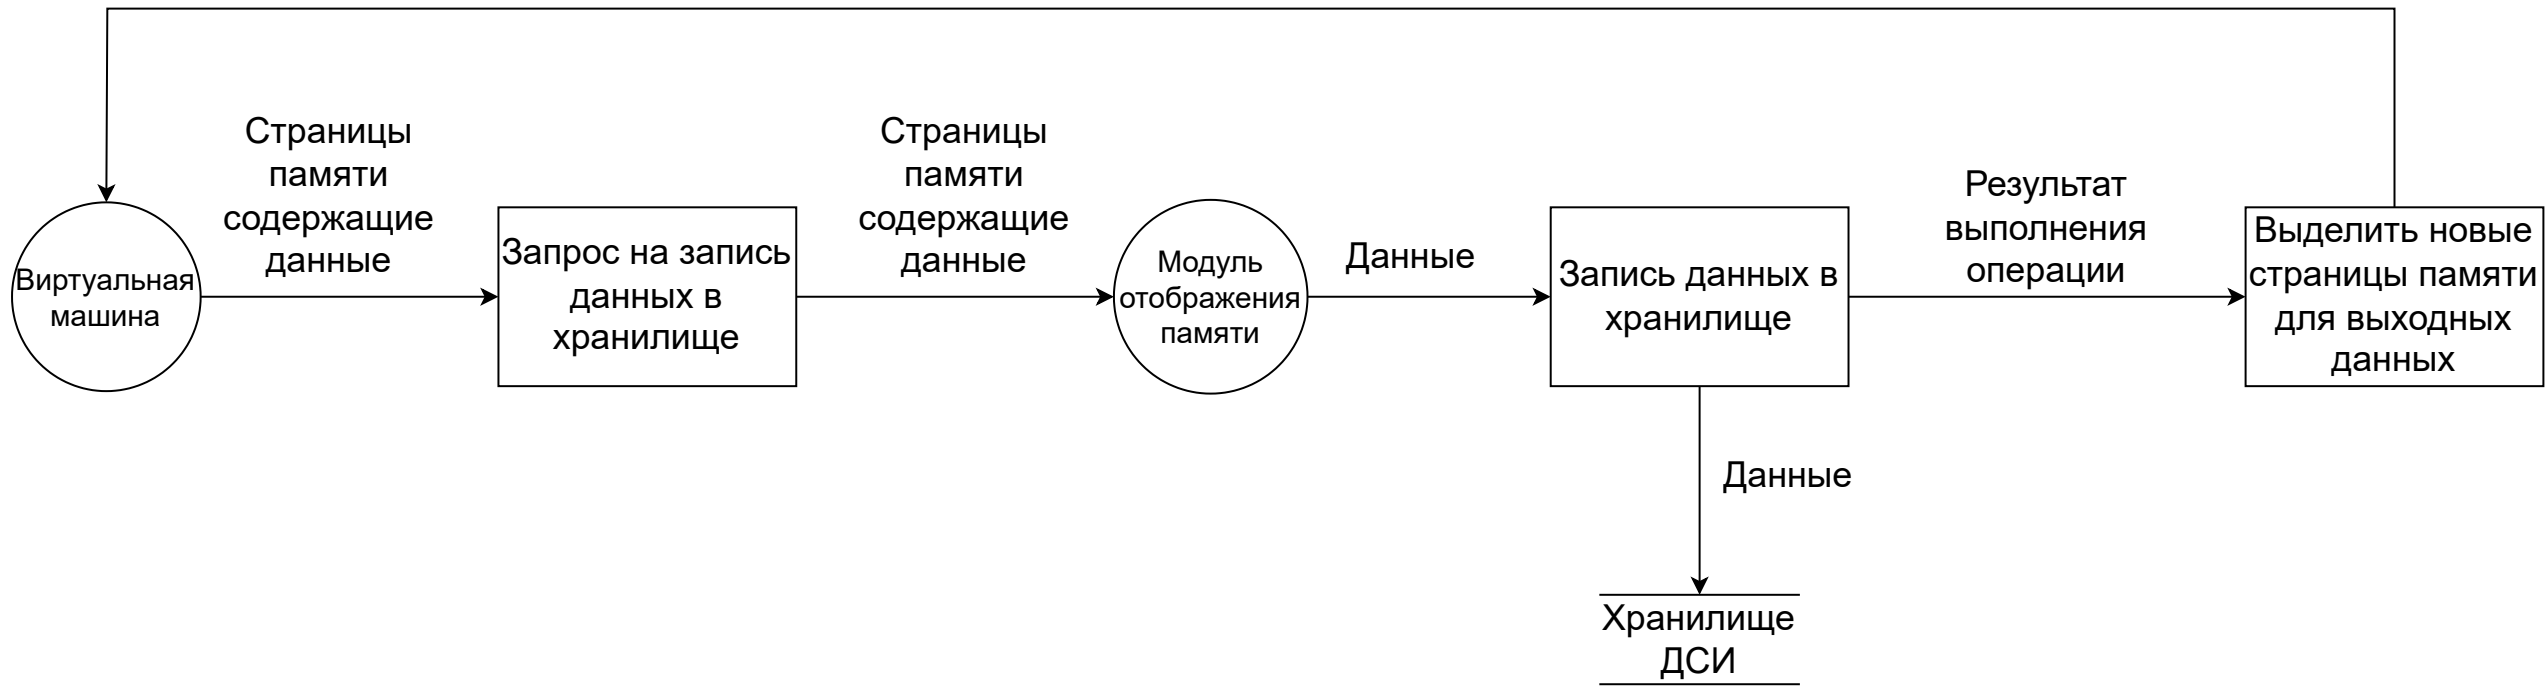 Виртуальная
машина
Страницы
памяти
содержащие
данные
Запрос на запись
данных в
хранилище
Страницы
памяти
содержащие
данные
Модуль
отображения
памяти
Данные
Запись данных в
хранилище
Результат
выполнения
операции
Выделить новые
страницы памяти
для выходных
данных
Данные
Хранилище
ДСИ